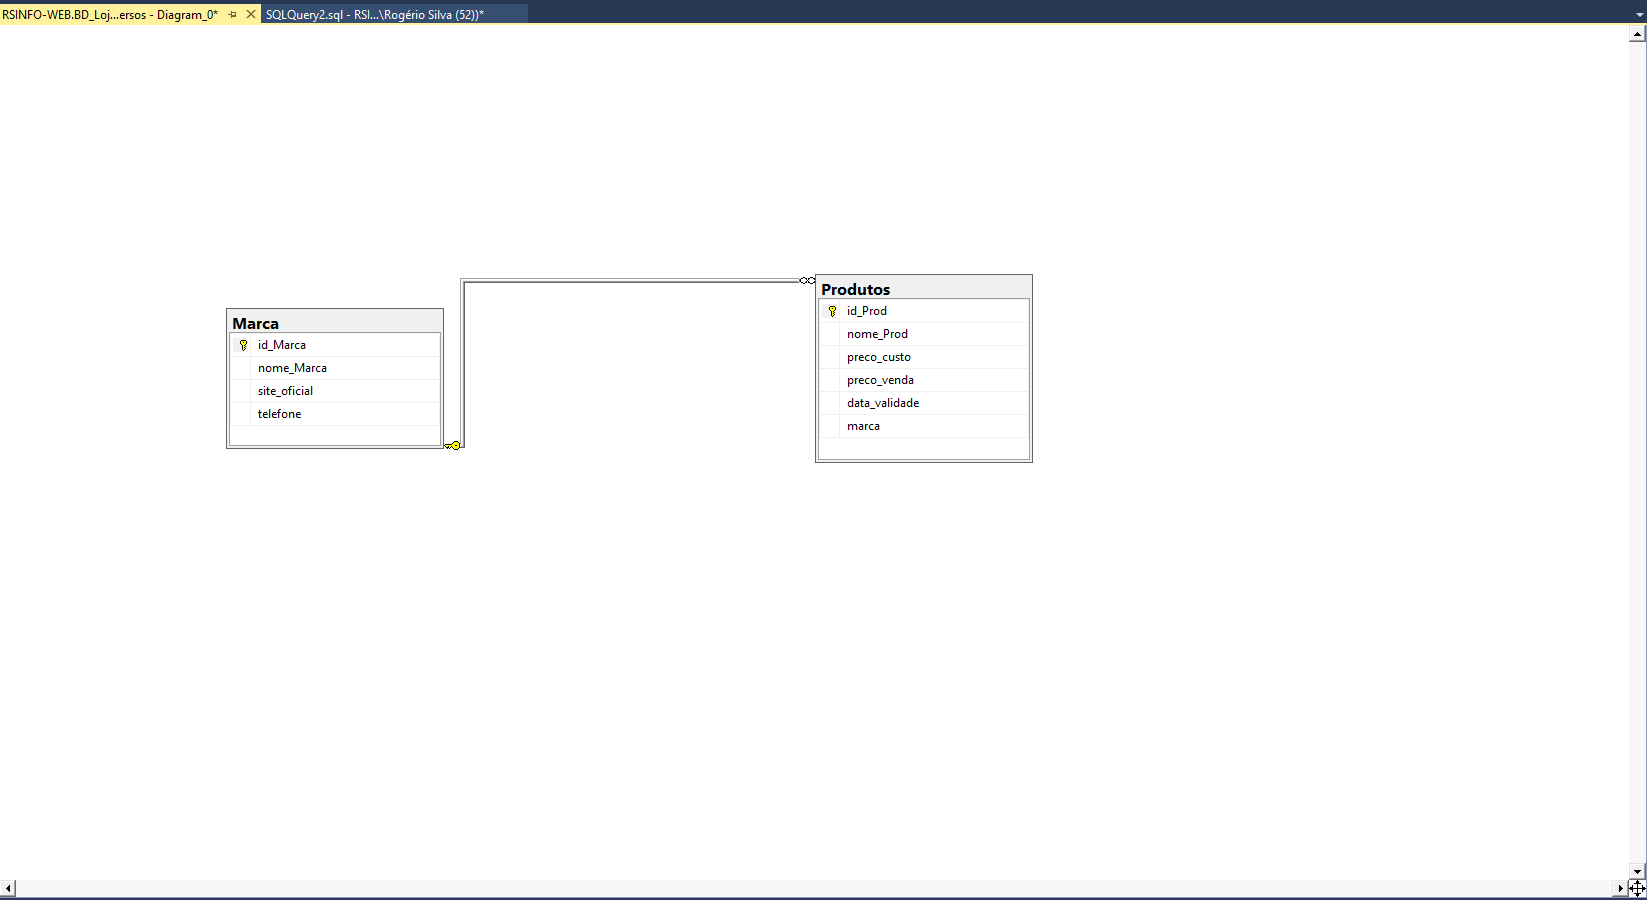 RSINFO-WEB.BD_Loj...ersos - Diagram_0*
SQLQuery2.sql - RSI...\Rogério Silva (52))*
Marca
id_Marca
nome_Marca
site_oficial
telefone
Produtos
id_Prod
nome_Prod
preco_custo
preco_venda
data_validade
marca